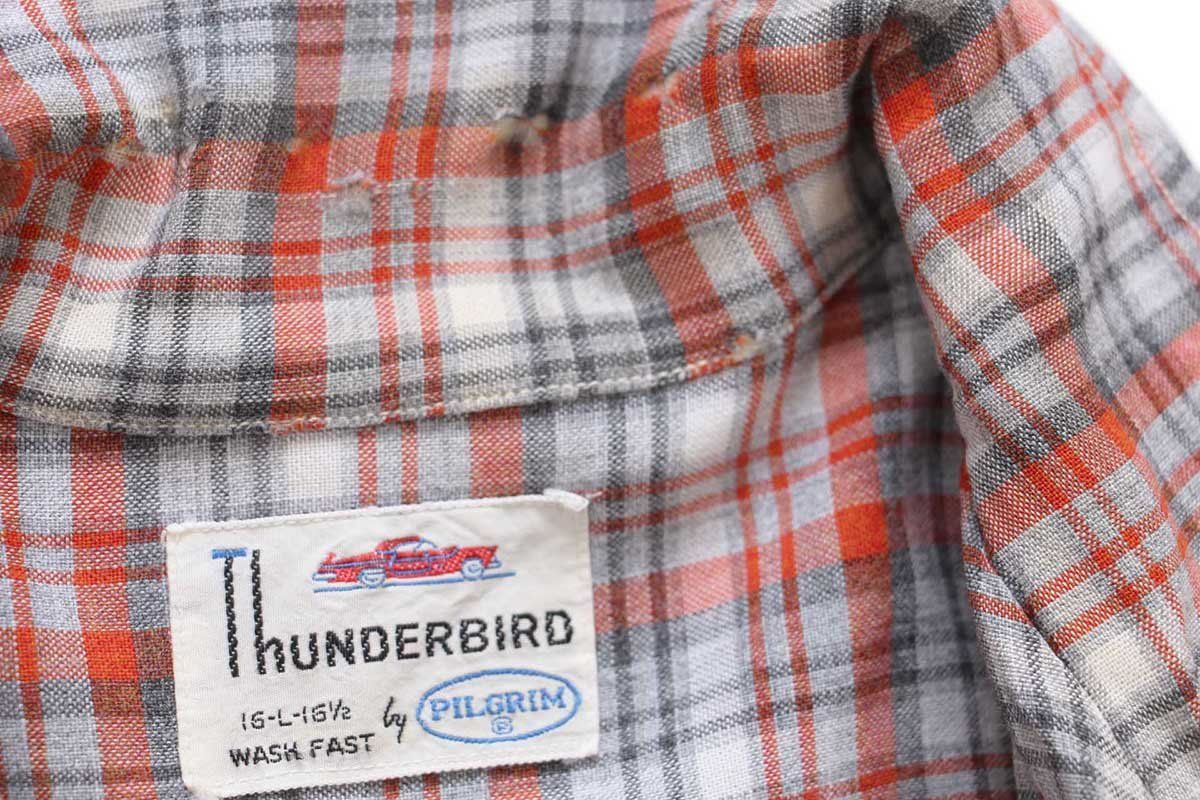 ThUNDERBIRD
16-L-16½
WASH FAST
by PILGRIM
®